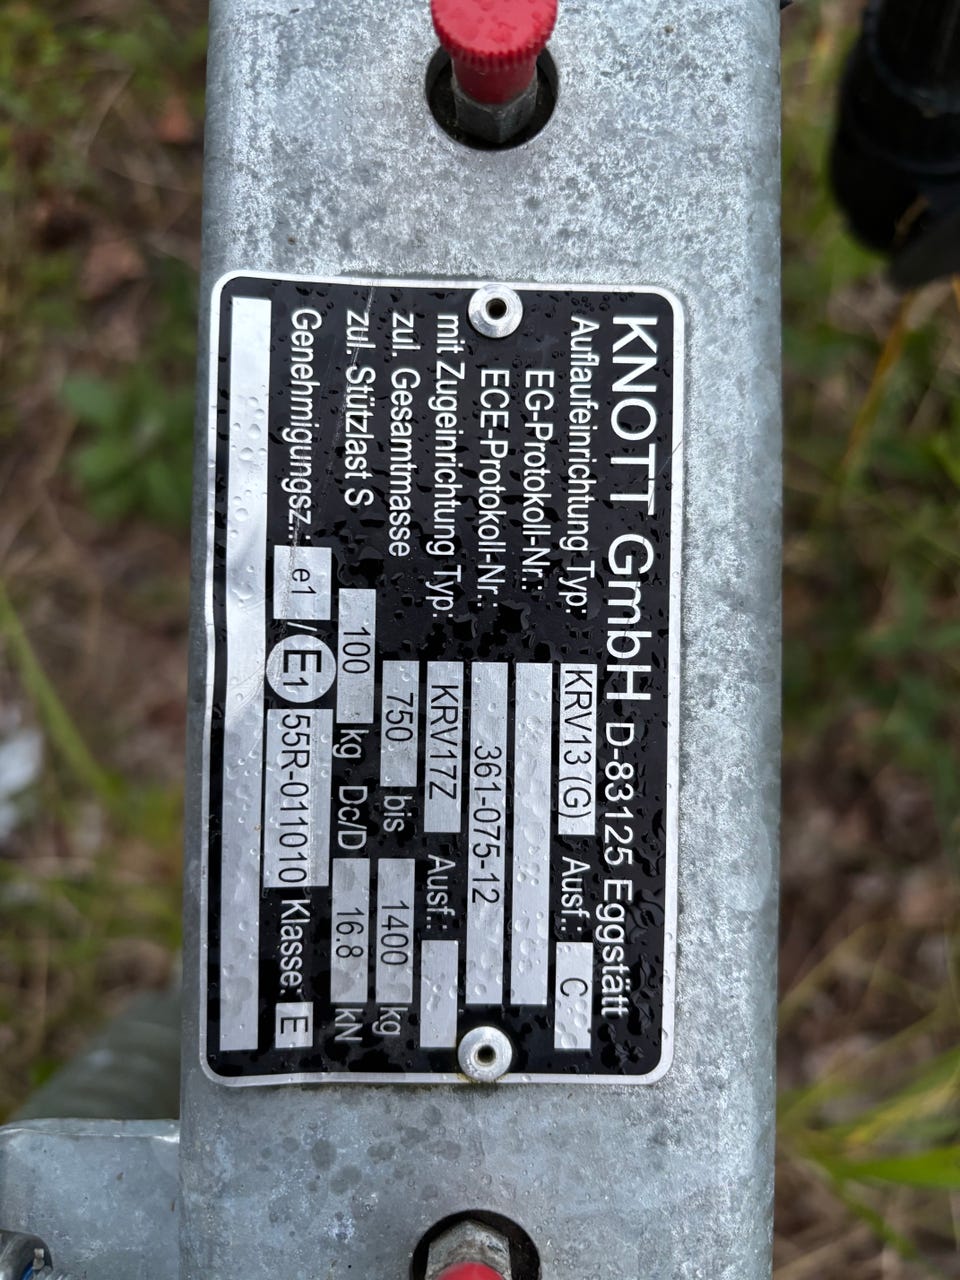 KNOTT GmbH D-83125 Eggstätt
Auflaufeinrichtung Typ: KRV13 (G) Ausf.: C
EG-Protokoll-Nr.:
ECE-Protokoll-Nr.: 361-075-12
mit Zugeinrichtung Typ: KRV17Z Ausf.:
zul. Gesamtmasse 750 bis 1400 kg
zul. Stützlast S 100 kg Dc/D 16.8 kN
Genehmigungsz.: e1 / E1 55R-011010 Klasse: E